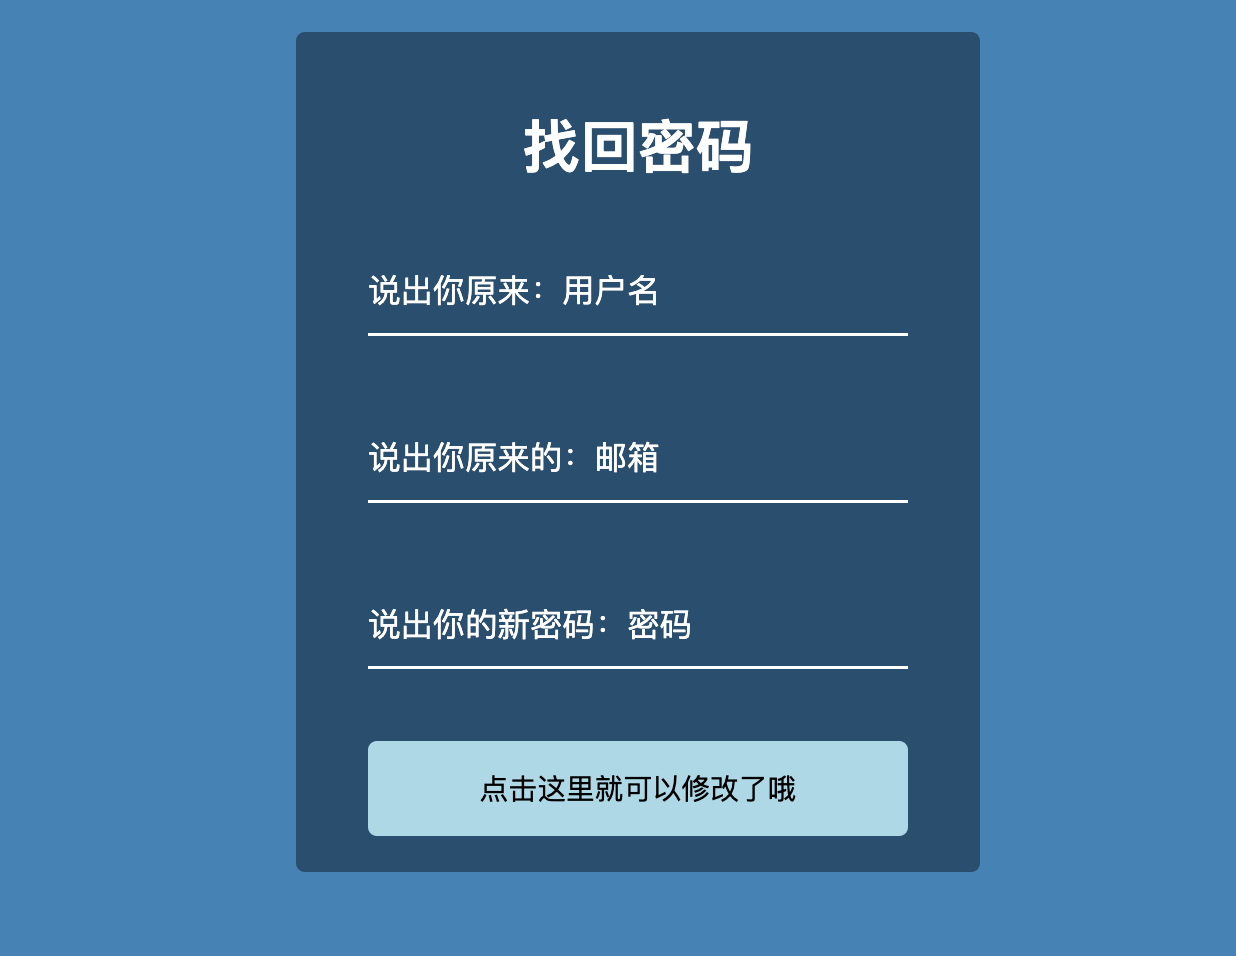 找回密码
说出你原来：用户名
说出你原来的：邮箱
说出你的新密码：密码
点击这里就可以修改了哦